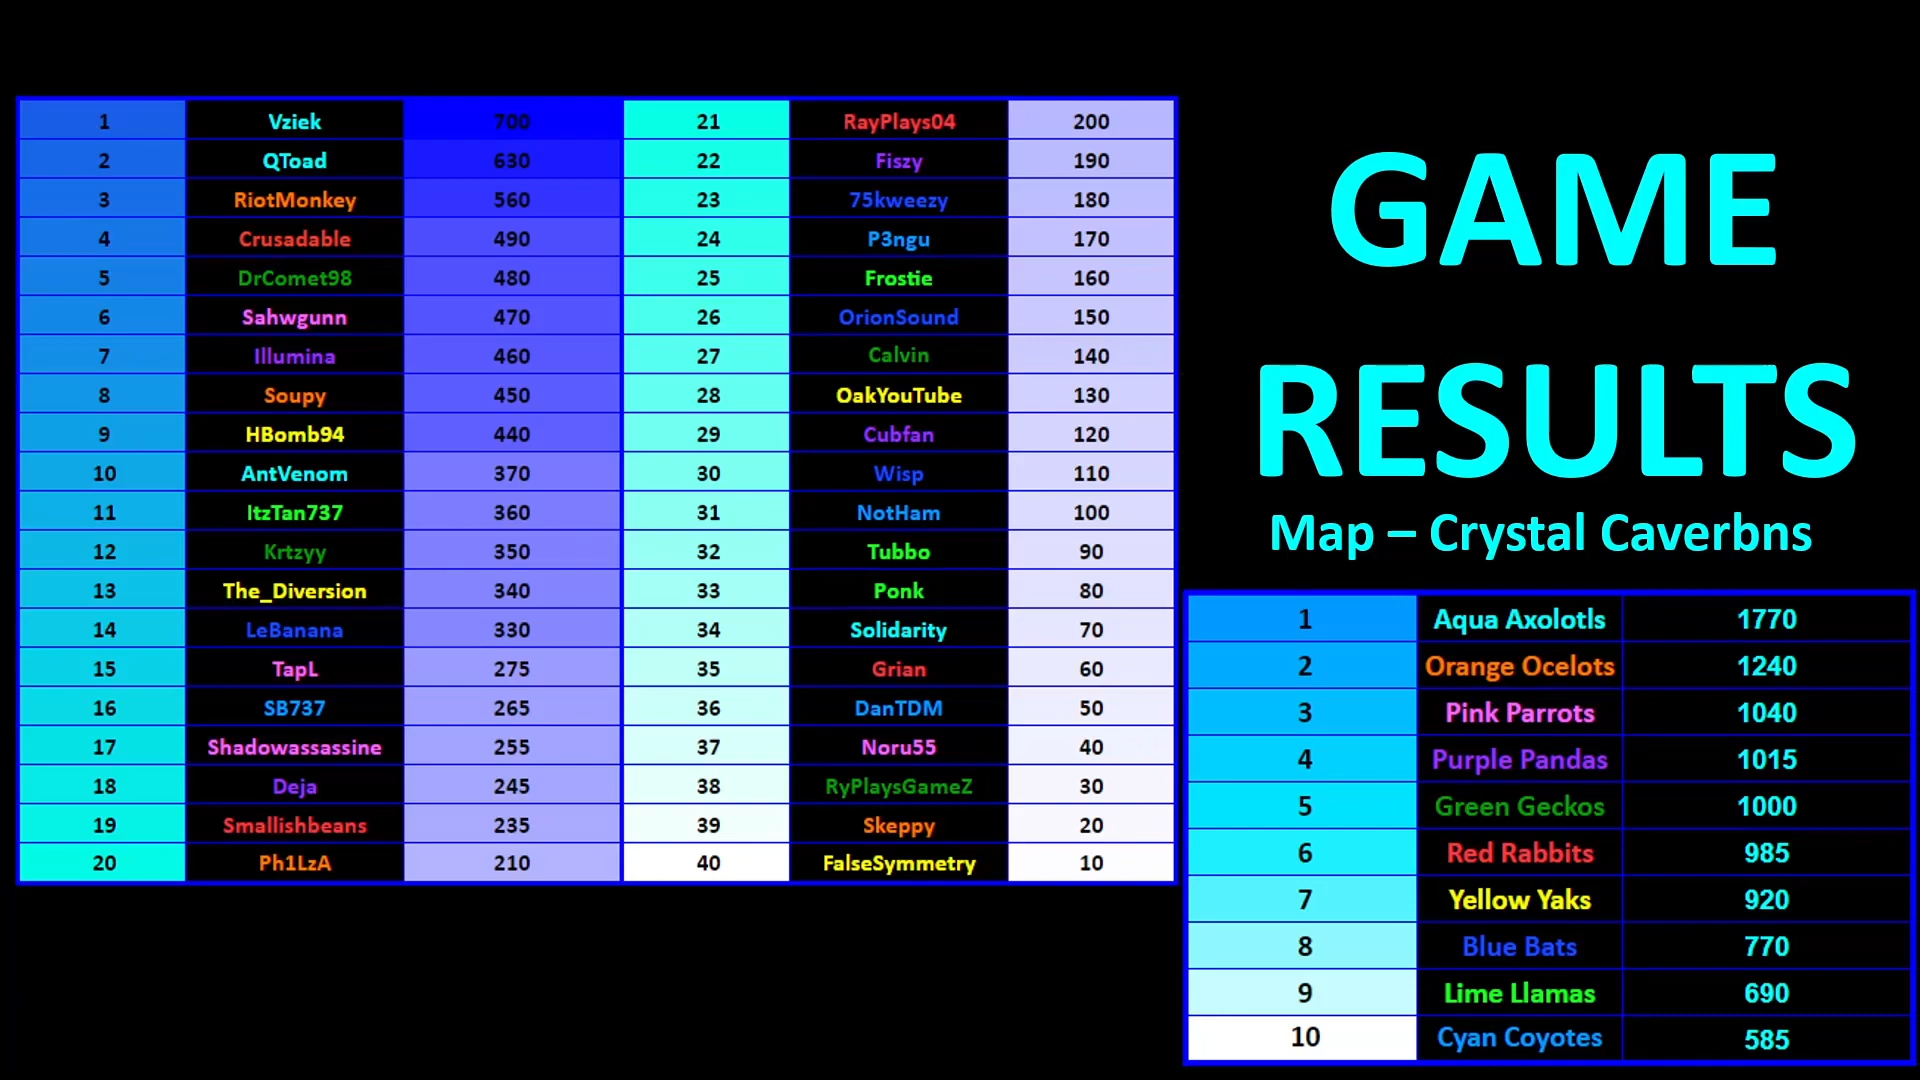 1 Vziek 700 21 RayPlays04 200
2 QToad 630 22 Fiszy 190
3 RiotMonkey 560 23 75kweezy 180
4 Crusadable 490 24 P3ngu 170
5 DrComet98 480 25 Frostie 160
6 Sahwgunn 470 26 OrionSound 150
7 Illumina 460 27 Calvin 140
8 Soupy 450 28 OakYouTube 130
9 HBomb94 440 29 Cubfan 120
10 AntVenom 370 30 Wisp 110
11 ItzTan737 360 31 NotHam 100
12 Krtzyy 350 32 Tubbo 90
13 The_Diversion 340 33 Ponk 80
14 LeBanana 330 34 Solidarity 70
15 TapL 275 35 Grian 60
16 SB737 265 36 DanTDM 50
17 Shadowassassine 255 37 Noru55 40
18 Deja 245 38 RyPlaysGameZ 30
19 Smallishbeans 235 39 Skeppy 20
20 Ph1LzA 210 40 FalseSymmetry 10
GAME
RESULTS
Map – Crystal Caverbns
1 Aqua Axolotls 1770
2 Orange Ocelots 1240
3 Pink Parrots 1040
4 Purple Pandas 1015
5 Green Geckos 1000
6 Red Rabbits 985
7 Yellow Yaks 920
8 Blue Bats 770
9 Lime Llamas 690
10 Cyan Coyotes 585